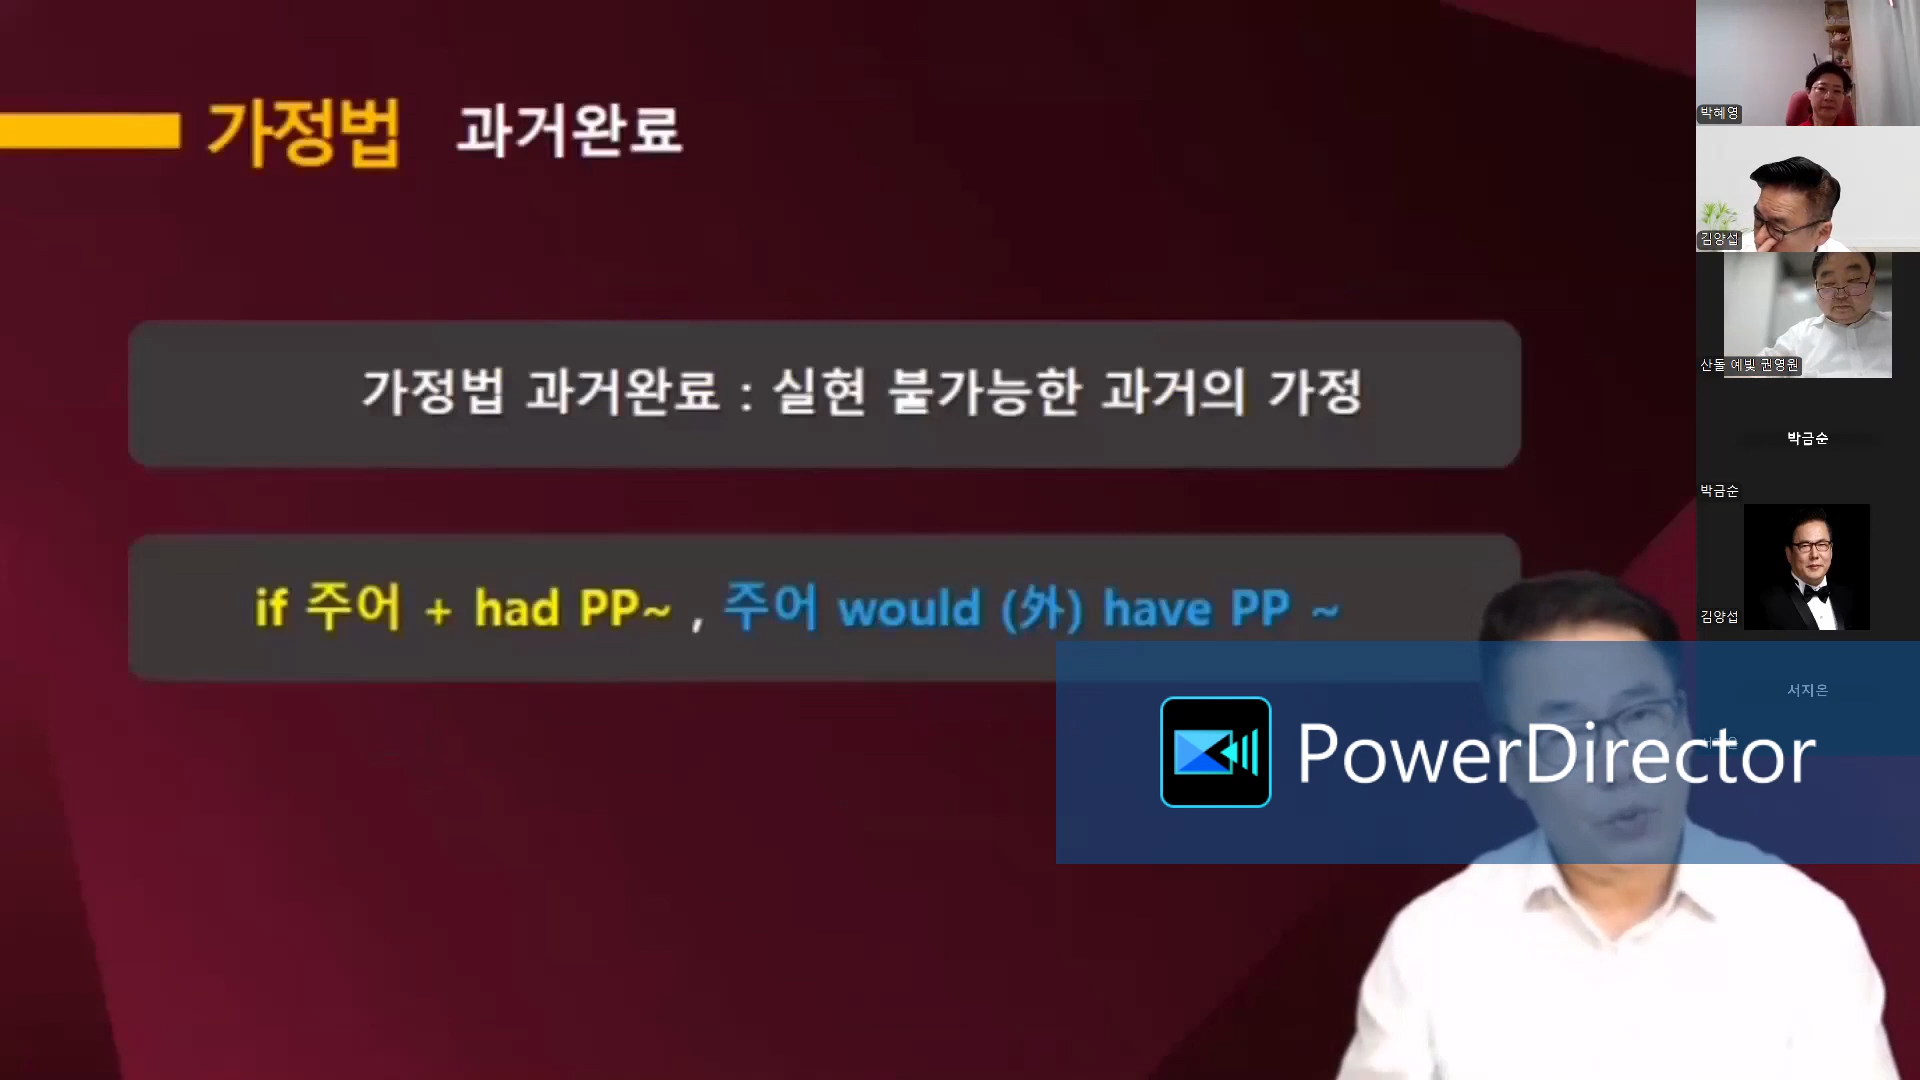 가정법 과거완료
가정법 과거완료 : 실현 불가능한 과거의 가정
if 주어 + had PP~ , 주어 would (外) have PP ~
PowerDirector
박혜영
김양섭
산돌 예빛 권영원
박금순
박금순
김양섭
서지온